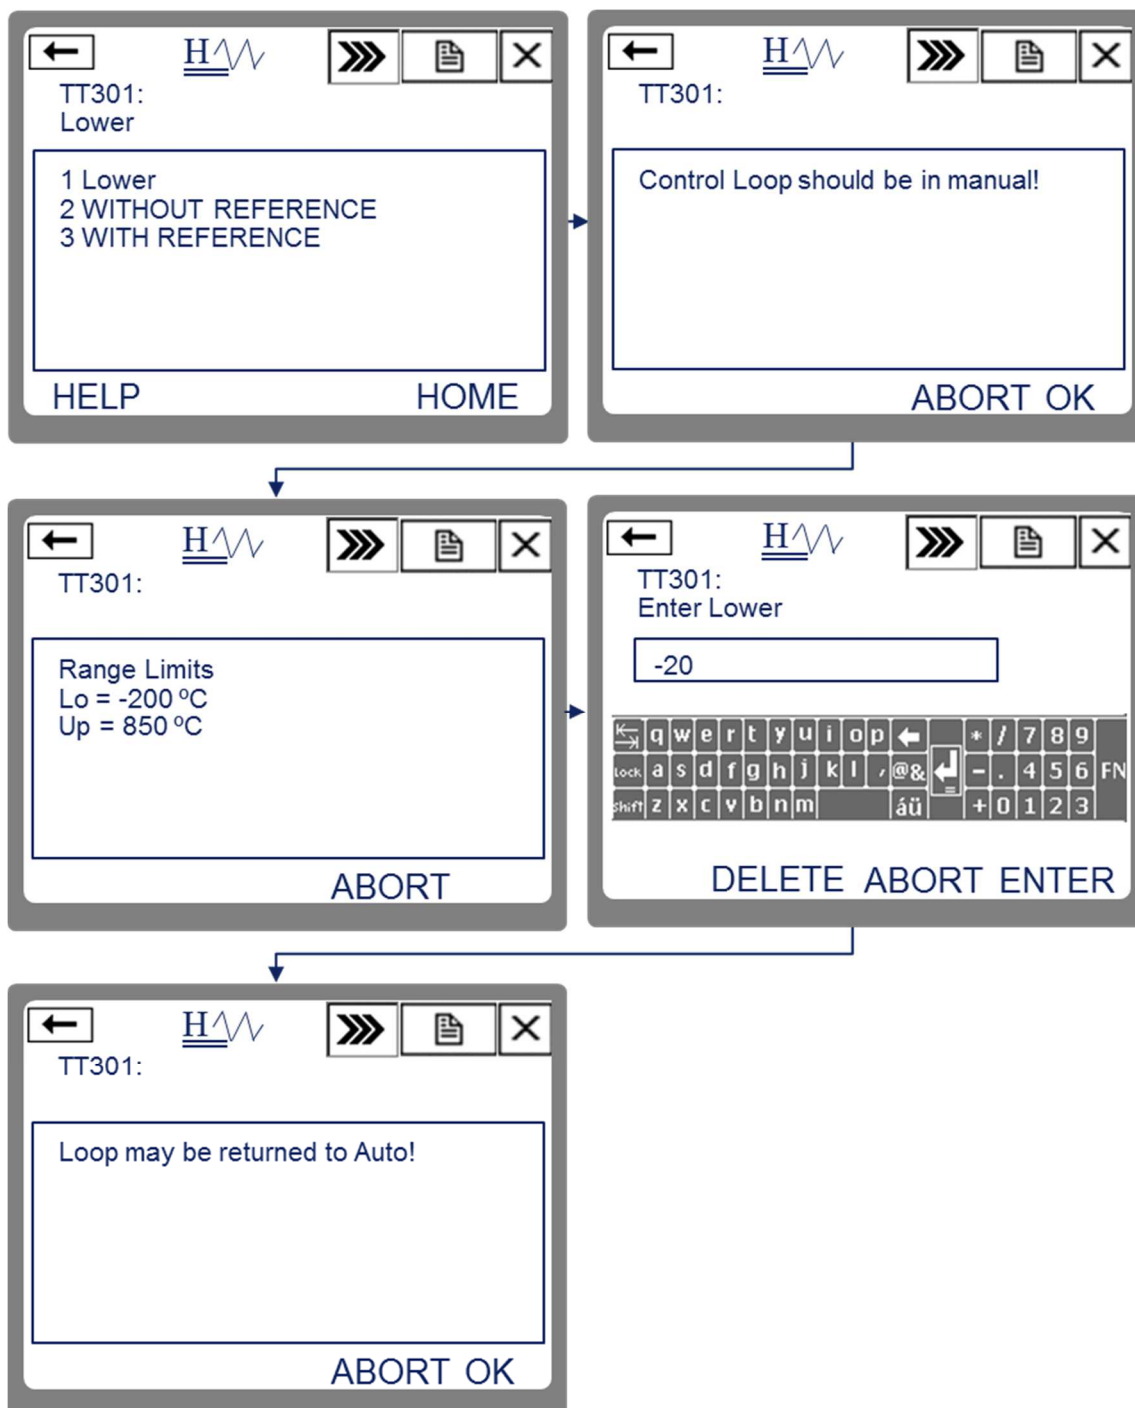 H
TT301:
Lower
1 Lower
2 WITHOUT REFERENCE
3 WITH REFERENCE
HELP HOME
H
TT301:
Control Loop should be in manual!
ABORT OK
H
TT301:
Range Limits
Lo = -200 ºC
Up = 850 ºC
ABORT
H
TT301:
Enter Lower
-20
q w e r t y u i o p * / 7 8 9
Lock a s d f g h j k l , @& - . 4 5 6 FN
Shift z x c v b n m áü = + 0 1 2 3
DELETE ABORT ENTER
H
TT301:
Loop may be returned to Auto!
ABORT OK